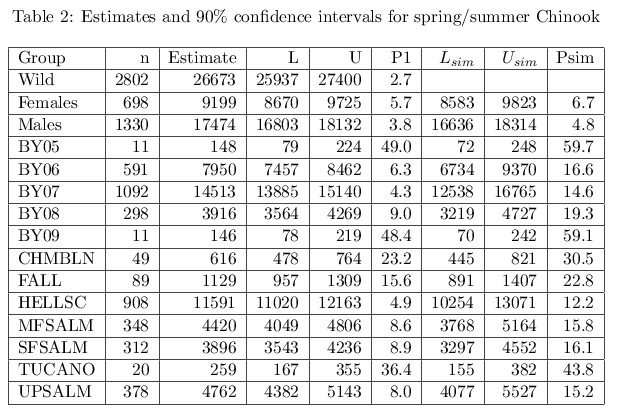 Table 2: Estimates and 90% confidence intervals for spring/summer Chinook
Group n Estimate L U P1 Lsim Usim Psim
Wild 2802 26673 25937 27400 2.7
Females 698 9199 8670 9725 5.7 8583 9823 6.7
Males 1330 17474 16803 18132 3.8 16636 18314 4.8
BY05 11 148 79 224 49.0 72 248 59.7
BY06 591 7950 7457 8462 6.3 6734 9370 16.6
BY07 1092 14513 13885 15140 4.3 12538 16765 14.6
BY08 298 3916 3564 4269 9.0 3219 4727 19.3
BY09 11 146 78 219 48.4 70 242 59.1
CHMBLN 49 616 478 764 23.2 445 821 30.5
FALL 89 1129 957 1309 15.6 891 1407 22.8
HELLSC 908 11591 11020 12163 4.9 10254 13071 12.2
MFSALM 348 4420 4049 4806 8.6 3768 5164 15.8
SFSALM 312 3896 3543 4236 8.9 3297 4552 16.1
TUCANO 20 259 167 355 36.4 155 382 43.8
UPSALM 378 4762 4382 5143 8.0 4077 5527 15.2